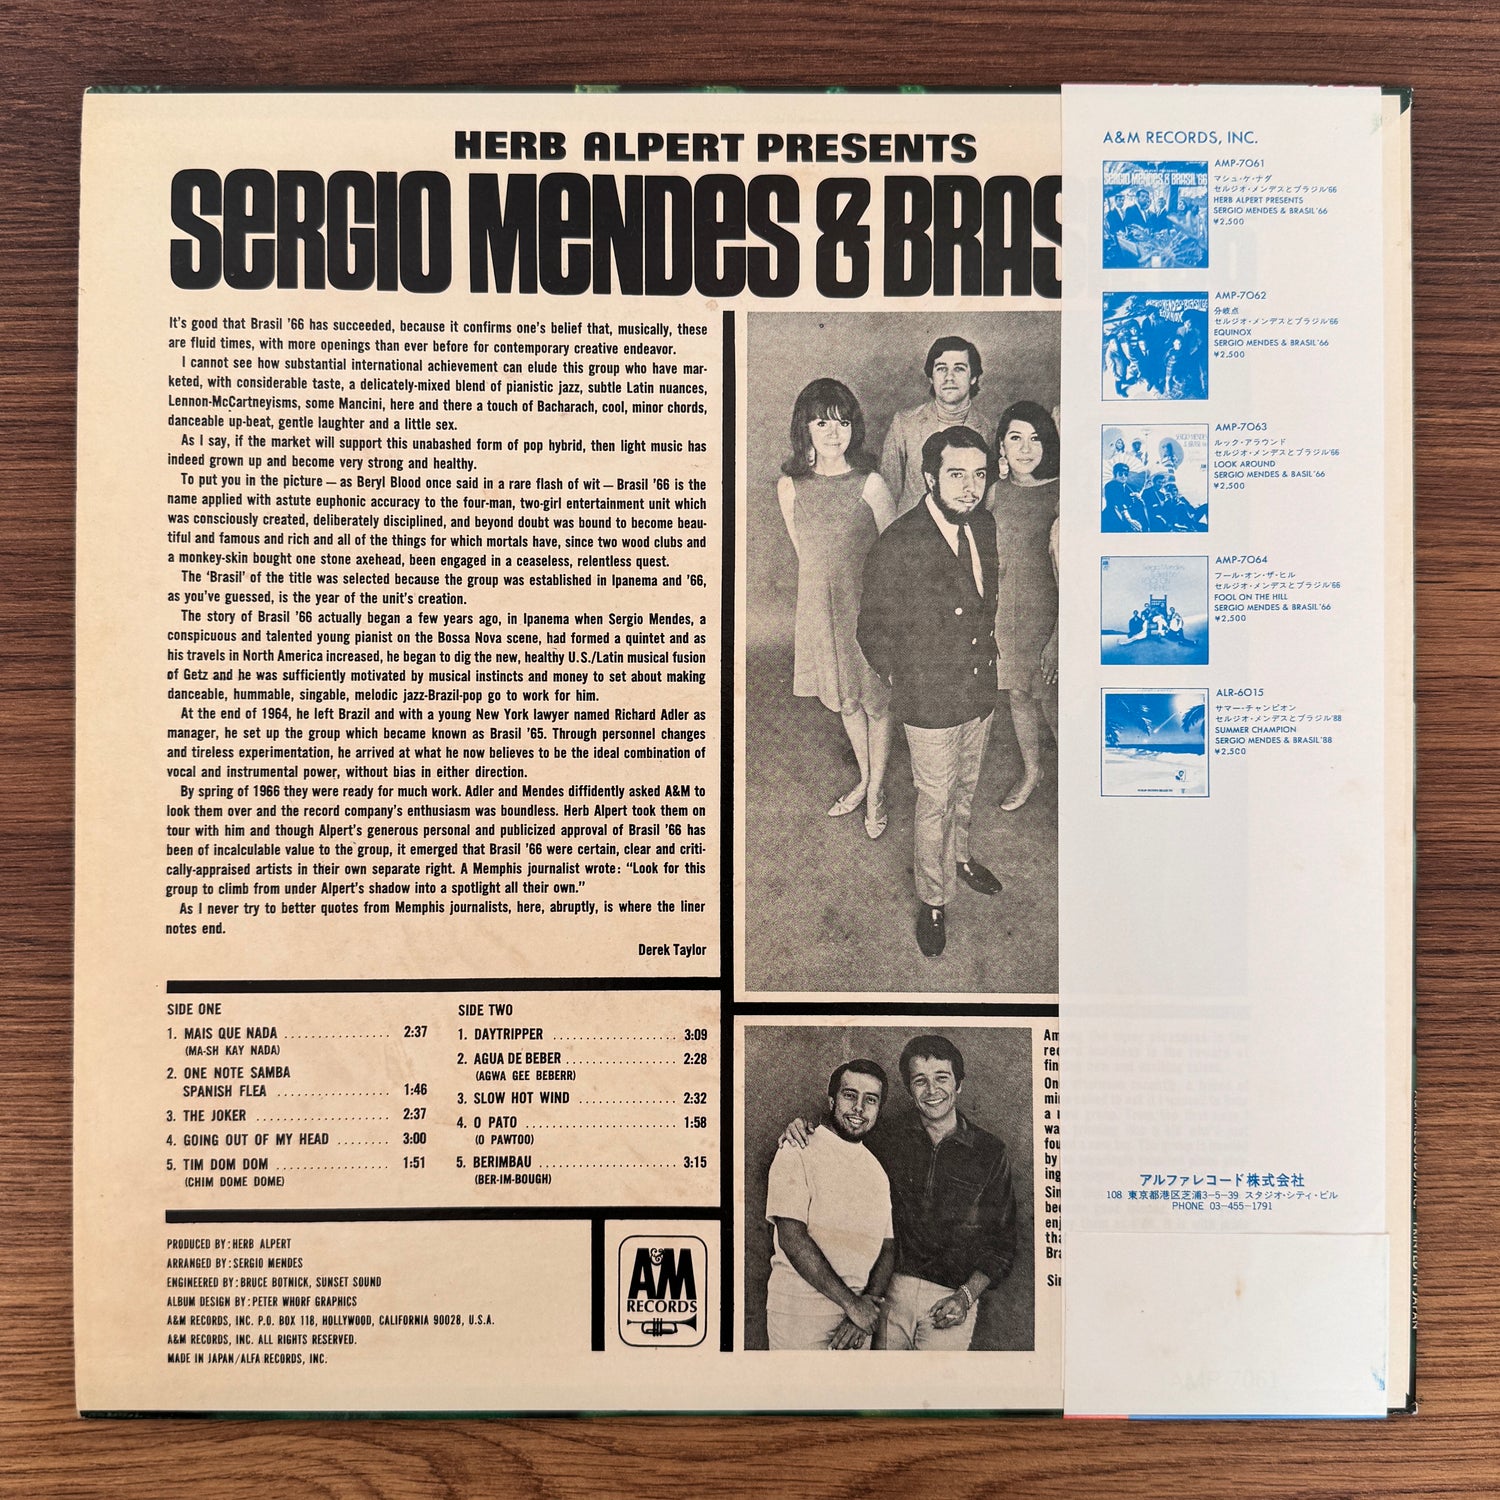 HERB ALPERT PRESENTS
SERGIO MENDES & BRAS
It's good that Brasil '66 has succeeded, because it confirms one's belief that, musically, these
are fluid times, with more openings than ever before for contemporary creative endeavor.
I cannot see how substantial international achievement can elude this group who have mar-
keted, with considerable taste, a delicately-mixed blend of pianistic jazz, subtle Latin nuances,
Lennon-McCartneyisms, some Mancini, here and there a touch of Bacharach, cool, minor chords,
danceable up-beat, gentle laughter and a little sex.
As I say, if the market will support this unabashed form of pop hybrid, then light music has
indeed grown up and become very strong and healthy.
To put you in the picture — as Beryl Blood once said in a rare flash of wit — Brasil '66 is the
name applied with astute euphonic accuracy to the four-man, two-girl entertainment unit which
was consciously created, deliberately disciplined, and beyond doubt was bound to become beau-
tiful and famous and rich and all of the things for which mortals have, since two wood clubs and
a monkey-skin bought one stone axehead, been engaged in a ceaseless, relentless quest.
The 'Brasil' of the title was selected because the group was established in Ipanema and '66,
as you've guessed, is the year of the unit's creation.
The story of Brasil '66 actually began a few years ago, in Ipanema when Sergio Mendes, a
conspicuous and talented young pianist on the Bossa Nova scene, had formed a quintet and as
his travels in North America increased, he began to dig the new, healthy U.S./Latin musical fusion
of Getz and he was sufficiently motivated by musical instincts and money to set about making
danceable, hummable, singable, melodic jazz-Brazil-pop go to work for him.
At the end of 1964, he left Brazil and with a young New York lawyer named Richard Adler as
manager, he set up the group which became known as Brasil '65. Through personnel changes
and tireless experimentation, he arrived at what he now believes to be the ideal combination of
vocal and instrumental power, without bias in either direction.
By spring of 1966 they were ready for much work. Adler and Mendes diffidently asked A&M to
look them over and the record company's enthusiasm was boundless. Herb Alpert took them on
tour with him and though Alpert's generous personal and publicized approval of Brasil '66 has
been of incalculable value to the group, it emerged that Brasil '66 were certain, clear and criti-
cally-appraised artists in their own separate right. A Memphis journalist wrote: "Look for this
group to climb from under Alpert's shadow into a spotlight all their own."
As I never try to better quotes from Memphis journalists, here, abruptly, is where the liner
notes end.
Derek Taylor
SIDE ONE
1. MAIS QUE NADA ................ 2:37
(MA-SH KAY NADA)
2. ONE NOTE SAMBA
SPANISH FLEA ................ 1:46
3. THE JOKER ................ 2:37
4. GOING OUT OF MY HEAD ........ 3:00
5. TIM DOM DOM ................ 1:51
(CHIM DOME DOME)
SIDE TWO
1. DAYTRIPPER ................ 3:09
2. AGUA DE BEBER ................ 2:28
(AGWA GEE BEBERR)
3. SLOW HOT WIND ................ 2:32
4. O PATO ................ 1:58
(O PAWTOO)
5. BERIMBAU ................ 3:15
(BER-IM-BOUGH)
PRODUCED BY: HERB ALPERT
ARRANGED BY: SERGIO MENDES
ENGINEERED BY: BRUCE BOTNICK, SUNSET SOUND
ALBUM DESIGN BY: PETER WHORF GRAPHICS
A&M RECORDS, INC. P.O. BOX 118, HOLLYWOOD, CALIFORNIA 90028, U.S.A.
A&M RECORDS, INC. ALL RIGHTS RESERVED.
MADE IN JAPAN/ALFA RECORDS, INC.
A&M
RECORDS
Am
rec
fin
On
min
a
wa
fou
by
ing
Sin
bee
enj
tha
Bra
Sin
A&M RECORDS, INC.
AMP-7061
マシュ・ケ・ナダ
セルジオ・メンデスとブラジル'66
HERB ALPERT PRESENTS
SERGIO MENDES & BRASIL'66
¥2,500
AMP-7062
分岐点
セルジオ・メンデスとブラジル'66
EQUINOX
SERGIO MENDES & BRASIL'66
¥2,500
AMP-7063
ルック・アラウンド
セルジオ・メンデスとブラジル'66
LOOK AROUND
SERGIO MENDES & BASIL'66
¥2,500
AMP-7064
フール・オン・ザ・ヒル
セルジオ・メンデスとブラジル'66
FOOL ON THE HILL
SERGIO MENDES & BRASIL'66
¥2,500
ALR-6015
サマー・チャンピオン
セルジオ・メンデスとブラジル'88
SUMMER CHAMPION
SERGIO MENDES & BRASIL'88
¥2,500
アルファレコード株式会社
108 東京都港区芝浦3-5-39 スタジオ・シティ・ビル
PHONE 03-455-1791
AMP-7061